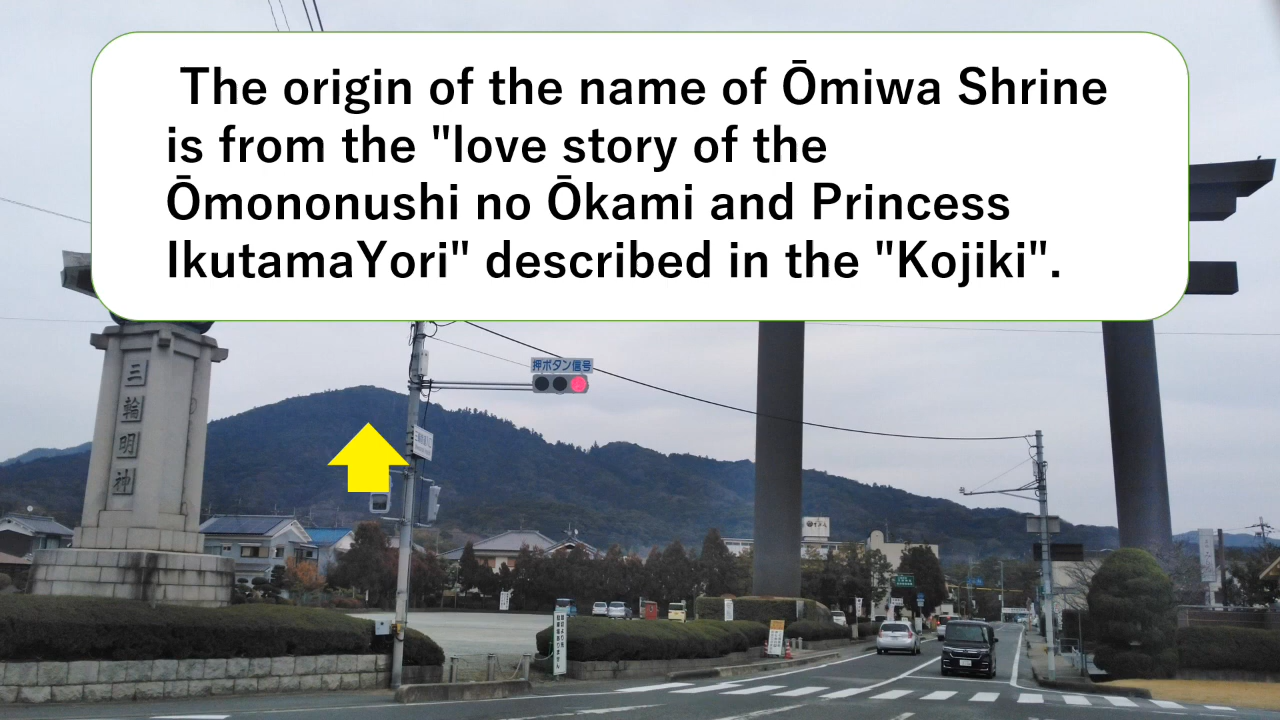 The origin of the name of Ōmiwa Shrine
is from the "love story of the
Ōmononushi no Ōkami and Princess
IkutamaYori" described in the "Kojiki".
押ボタン信号
三輪明神